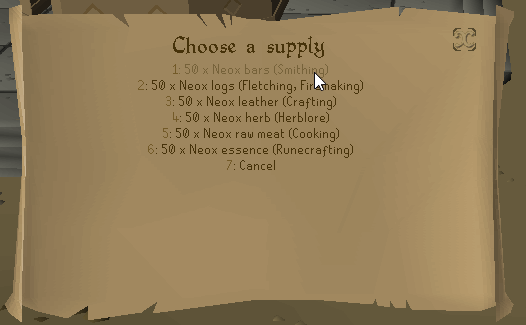 Choose a supply
1: 50 x Neox bars (Smithing)
2: 50 x Neox logs (Fletching, Firemaking)
3: 50 x Neox leather (Crafting)
4: 50 x Neox herb (Herblore)
5: 50 x Neox raw meat (Cooking)
6: 50 x Neox essence (Runecrafting)
7: Cancel